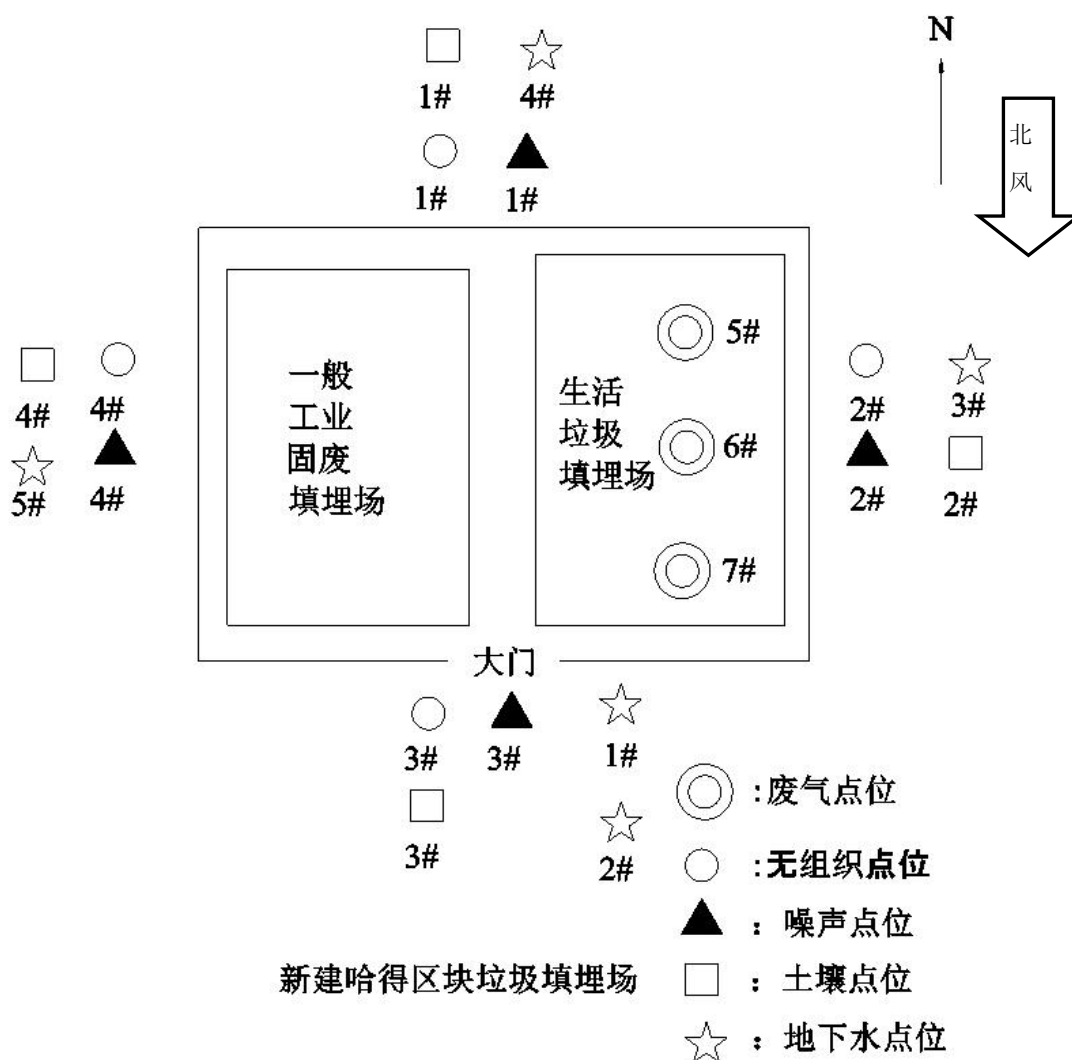 N
北
风
1# 4#
1# 1#
5#
6#
7#
一般
工业
固废
填埋场
生活
垃圾
填埋场
4# 4#
5# 4#
2# 3#
2# 2#
大门
3# 3# 1#
3# 2#
:废气点位
:无组织点位
：噪声点位
新建哈得区块垃圾填埋场
：土壤点位
：地下水点位